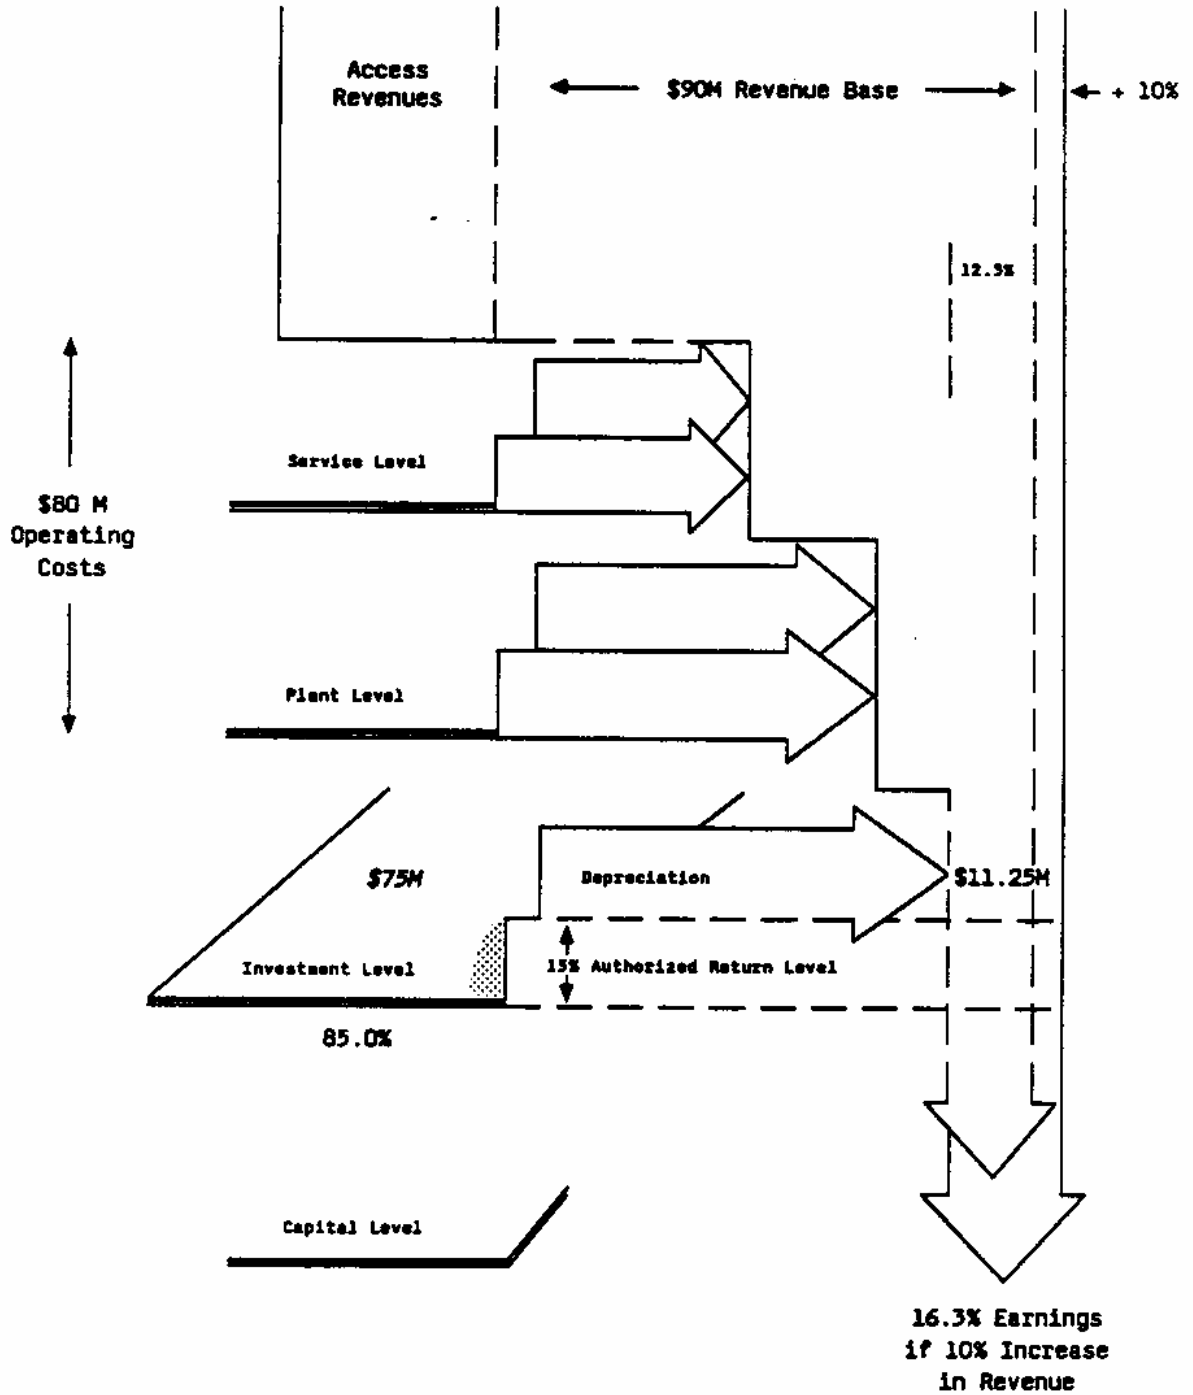 Access
Revenues
$90M Revenue Base
+ 10%
12.5%
Service Level
$80 M
Operating
Costs
Plant Level
$75M
Depreciation
$11.25M
Investment Level
15% Authorized Return Level
85.0%
Capital Level
16.3% Earnings
if 10% Increase
in Revenue